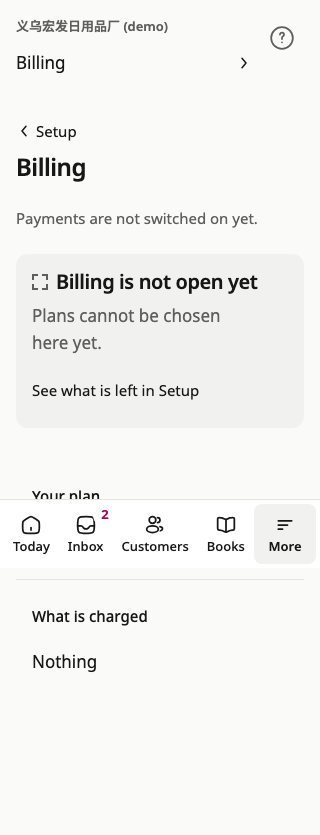 义乌宏发日用品厂 (demo)
Billing
Setup
Billing
Payments are not switched on yet.
Billing is not open yet
Plans cannot be chosen
here yet.
See what is left in Setup
Your plan
2
Today Inbox Customers Books More
What is charged
Nothing